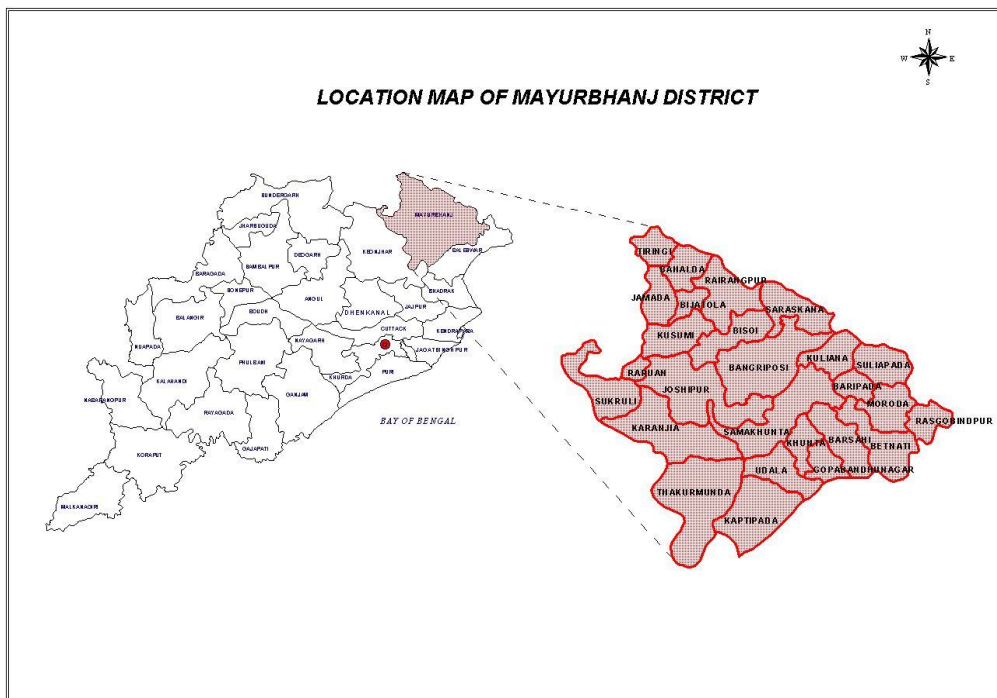 N
W
E
S
LOCATION MAP OF MAYURBHANJ DISTRICT
SUNDERGARH
MAYURBHANJ
JHARSUGUDA
KEONJHAR
BALESWAR
DEOGARH
SAMBALPUR
BARAGADA
SONEPUR
ANGUL
BHADRAK
JAJPUR
DHENKANAL
BOUDH
BALANGIR
CUTTACK
KENDRAPARA
NAYAGARH
NUAPADA
JAGATSINGHPUR
PHULBANI
PURI
KHURDA
KALAHANDI
GANJAM
NABARANGPUR
RAYAGADA
BAY OF BENGAL
GAJAPATI
KORAPUT
MALKANAGIRI
TIRINGI
BAHALDA
RAIRANGPUR
JAMADA
BIJATOLA
SARASKANA
KUSUMI
BISOI
KULIANA
SULIAPADA
RARUAN
BANGRIPOSI
JOSHIPUR
BARIPADA
SUKRULI
MORODA
RASGOBINDPUR
KARANJIA
SAMAKHUNTA
KHUNTA
BARSAHI
BETNATI
UDALA
GOPABANDHUNAGAR
THAKURMUNDA
KAPTIPADA